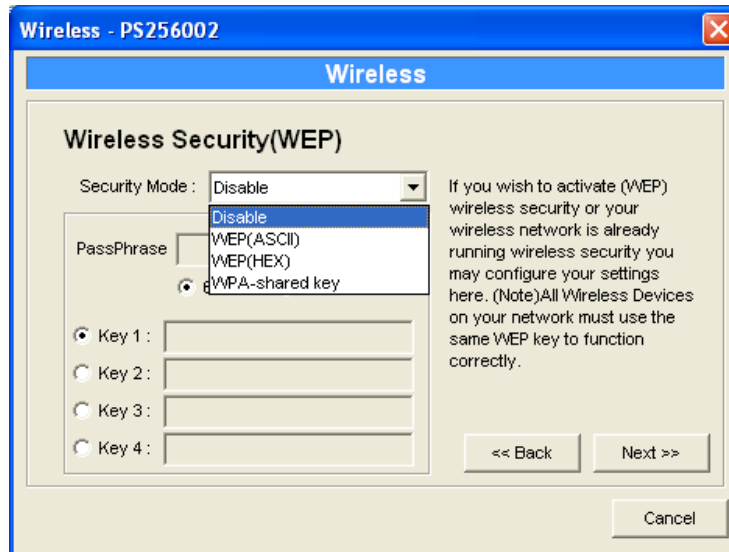 Wireless - PS256002
Wireless
Wireless Security(WEP)
Security Mode : Disable
Disable
WEP(ASCII)
WEP(HEX)
WPA-shared key
PassPhrase
Key 1 :
Key 2 :
Key 3 :
Key 4 :
If you wish to activate (WEP)
wireless security or your
wireless network is already
running wireless security you
may configure your settings
here. (Note)All Wireless Devices
on your network must use the
same WEP key to function
correctly.
<< Back
Next >>
Cancel